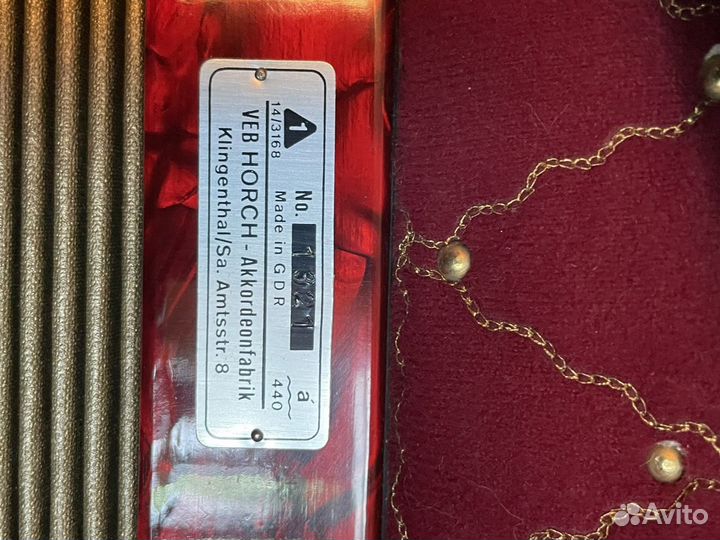 1
No. 1321
á
440
14/3168
Made in GDR
VEB HORCH - Akkordeonfabrik
Klingenthal/Sa. Amtsstr. 8
Avito